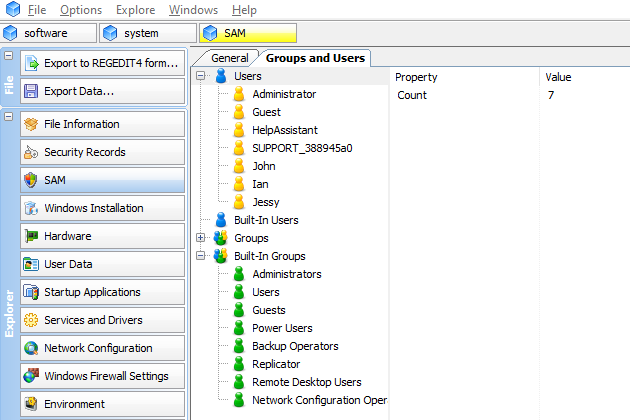 File Options Explore Windows Help
software system SAM
File
Export to REGEDIT4 form...
Export Data...
Explorer
File Information
Security Records
SAM
Windows Installation
Hardware
User Data
Startup Applications
Services and Drivers
Network Configuration
Windows Firewall Settings
Environment
General Groups and Users
Users
Administrator
Guest
HelpAssistant
SUPPORT_388945a0
John
Ian
Jessy
Built-In Users
Groups
Built-In Groups
Administrators
Users
Guests
Power Users
Backup Operators
Replicator
Remote Desktop Users
Network Configuration Oper
Property Value
Count 7